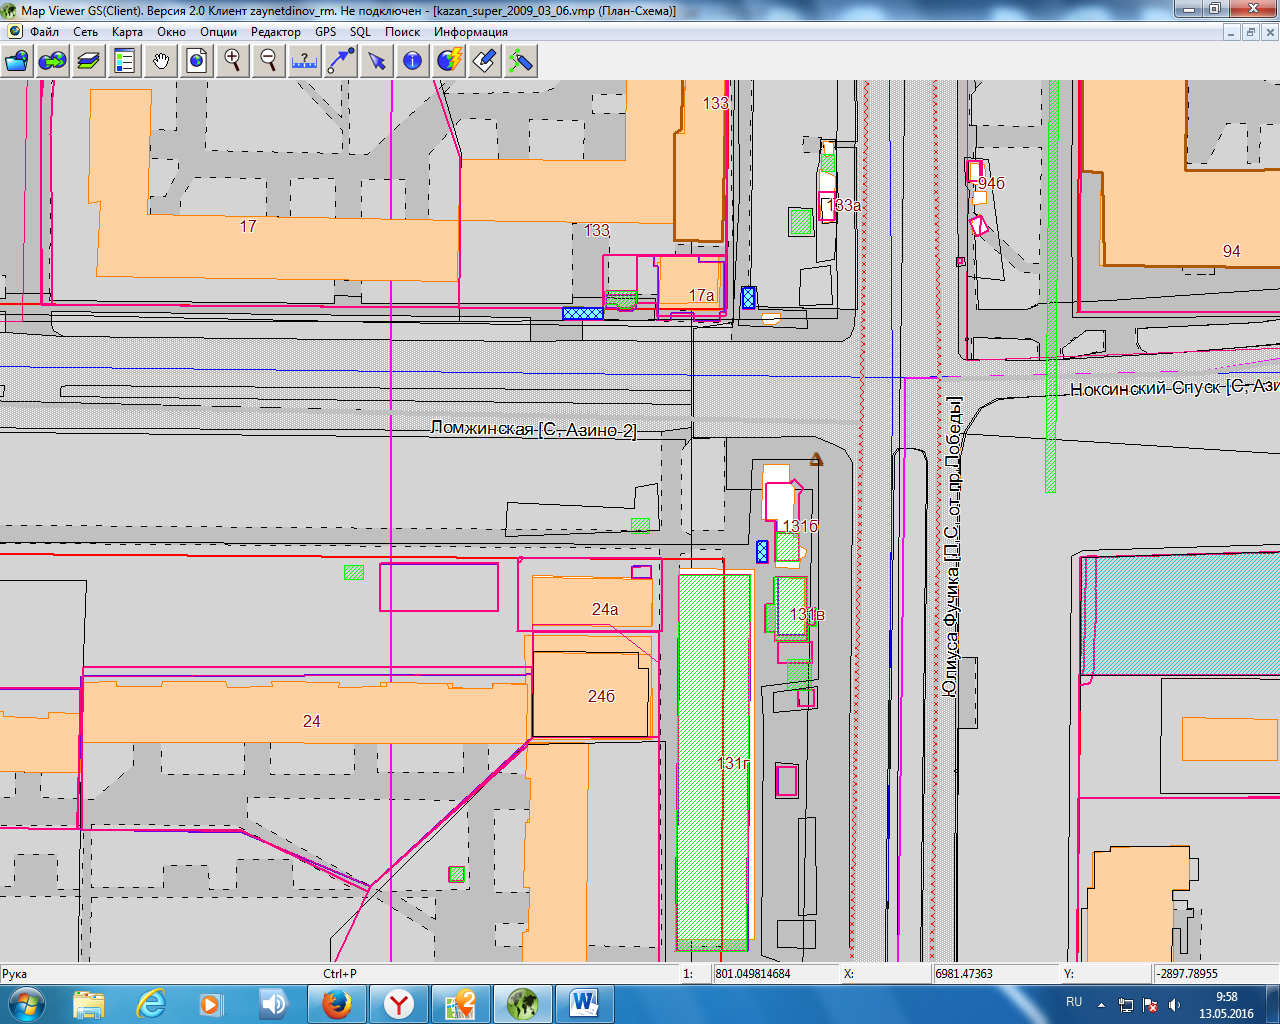 Map Viewer GS(Client). Версия 2.0 Клиент zaynetdinov_rm. Не подключен - [kazan_super_2009_03_06.vmp (План-Схема)]
Файл Сеть Карта Окно Опции Редактор GPS SQL Поиск Информация
133
94б
133а
17
133
94
17а
Ноксинский Спуск [С, Ази
Ломжинская [С, Азино-2]
Юлиуса Фучика [Д, С, от пр.Победы]
131б
24а
131в
24б
24
131г
Рука Ctrl+P 1: 801.049814684 X: 6981.47363 Y: -2897.78955
RU 9:58
13.05.2016